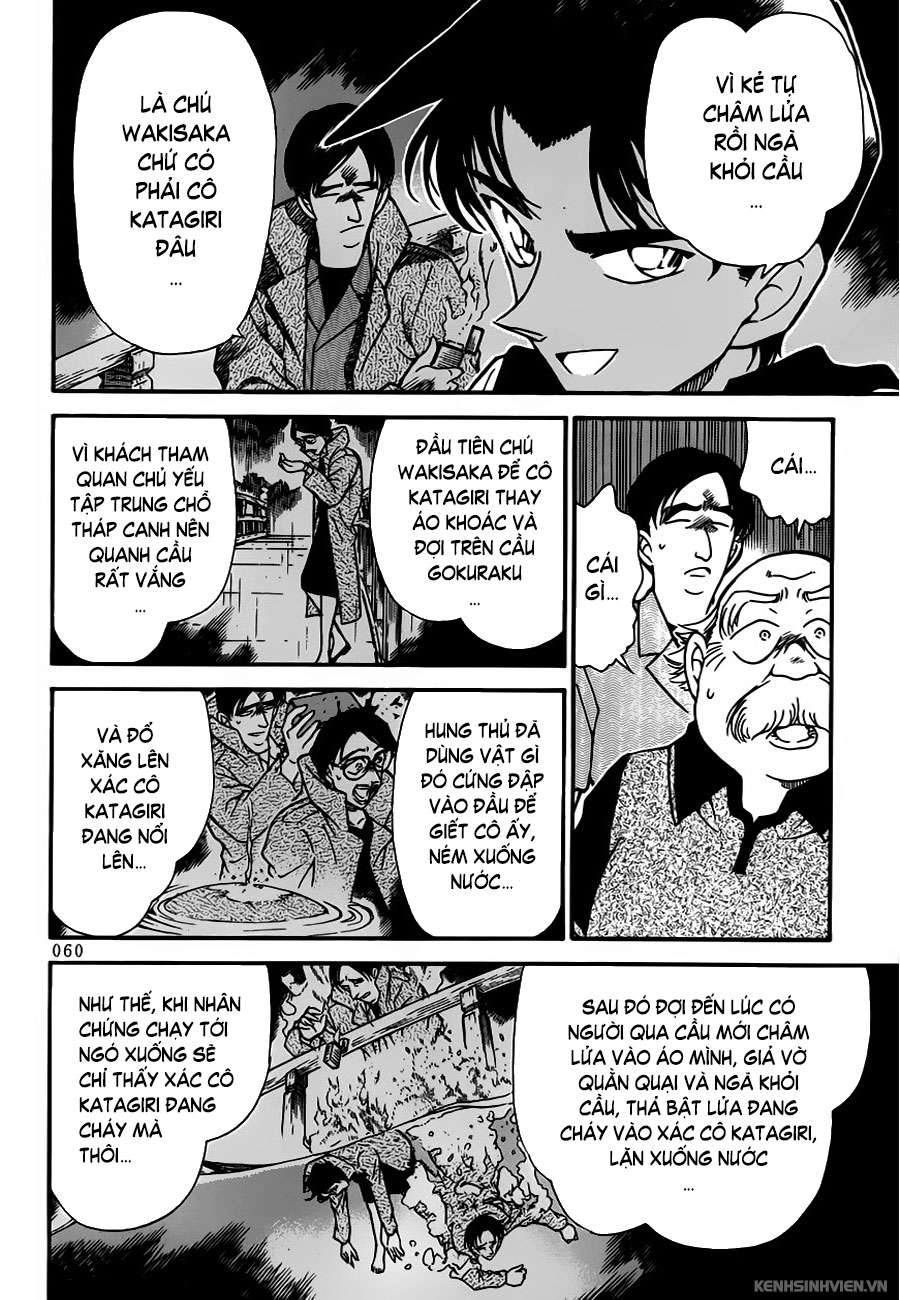 VÌ KẺ TỰ
CHÂM LỬA
RỒI NGÃ
KHỎI CẦU
...
LÀ CHÚ
WAKISAKA
CHỨ CÓ
PHẢI CÔ
KATAGIRI
ĐÂU
...
CÁI...
CÁI
GÌ...
ĐẦU TIÊN CHÚ
WAKISAKA ĐỂ CÔ
KATAGIRI THAY
ÁO KHOÁC VÀ
ĐỢI TRÊN CẦU
GOKURAKU
...
VÌ KHÁCH THAM
QUAN CHỦ YẾU
TẬP TRUNG CHỔ
THÁP CANH NÊN
QUANH CẦU
RẤT VẮNG
...
HUNG THỦ ĐÃ
DÙNG VẬT GÌ
ĐÓ CỨNG ĐẬP
VÀO ĐẦU ĐỂ
GIẾT CÔ ẤY,
NÉM XUỐNG
NƯỚC...
VÀ ĐỔ
XĂNG LÊN
XÁC CÔ
KATAGIRI
ĐANG NỔI
LÊN...
060
SAU ĐÓ ĐỢI ĐẾN LÚC CÓ
NGƯỜI QUA CẦU MỚI CHÂM
LỬA VÀO ÁO MÌNH, GIẢ VỜ
QUẰN QUẠI VÀ NGÃ KHỎI
CẦU, THẢ BẬT LỬA ĐANG
CHÁY VÀO XÁC CÔ KATAGIRI,
LẶN XUỐNG NƯỚC
...
NHƯ THẾ, KHI NHÂN
CHỨNG CHẠY TỚI
NGÓ XUỐNG SẼ
CHỈ THẤY XÁC CÔ
KATAGIRI ĐANG
CHÁY MÀ
THÔI...
KENHSINHVIEN.VN